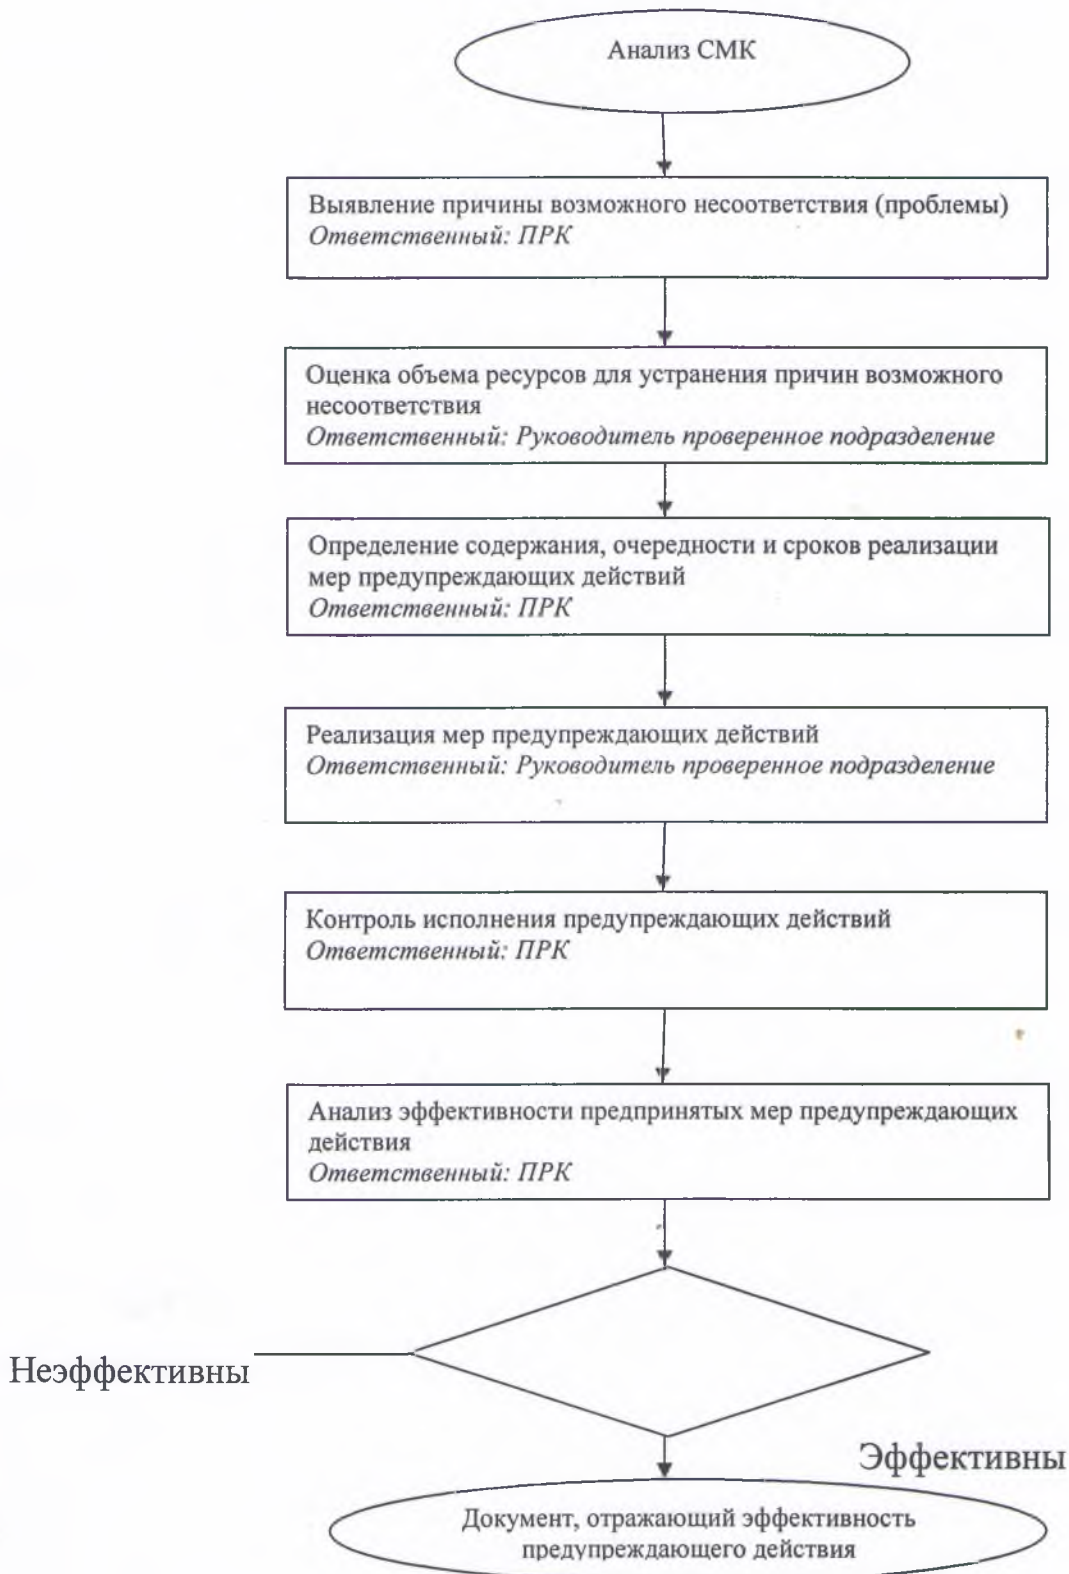 Анализ СМК
Выявление причины возможного несоответствия (проблемы)
Ответственный: ПРК
Оценка объема ресурсов для устранения причин возможного
несоответствия
Ответственный: Руководитель проверенное подразделение
Определение содержания, очередности и сроков реализации
мер предупреждающих действий
Ответственный: ПРК
Реализация мер предупреждающих действий
Ответственный: Руководитель проверенное подразделение
Контроль исполнения предупреждающих действий
Ответственный: ПРК
Анализ эффективности предпринятых мер предупреждающих
действия
Ответственный: ПРК
Неэффективны
Эффективны
Документ, отражающий эффективность
предупреждающего действия